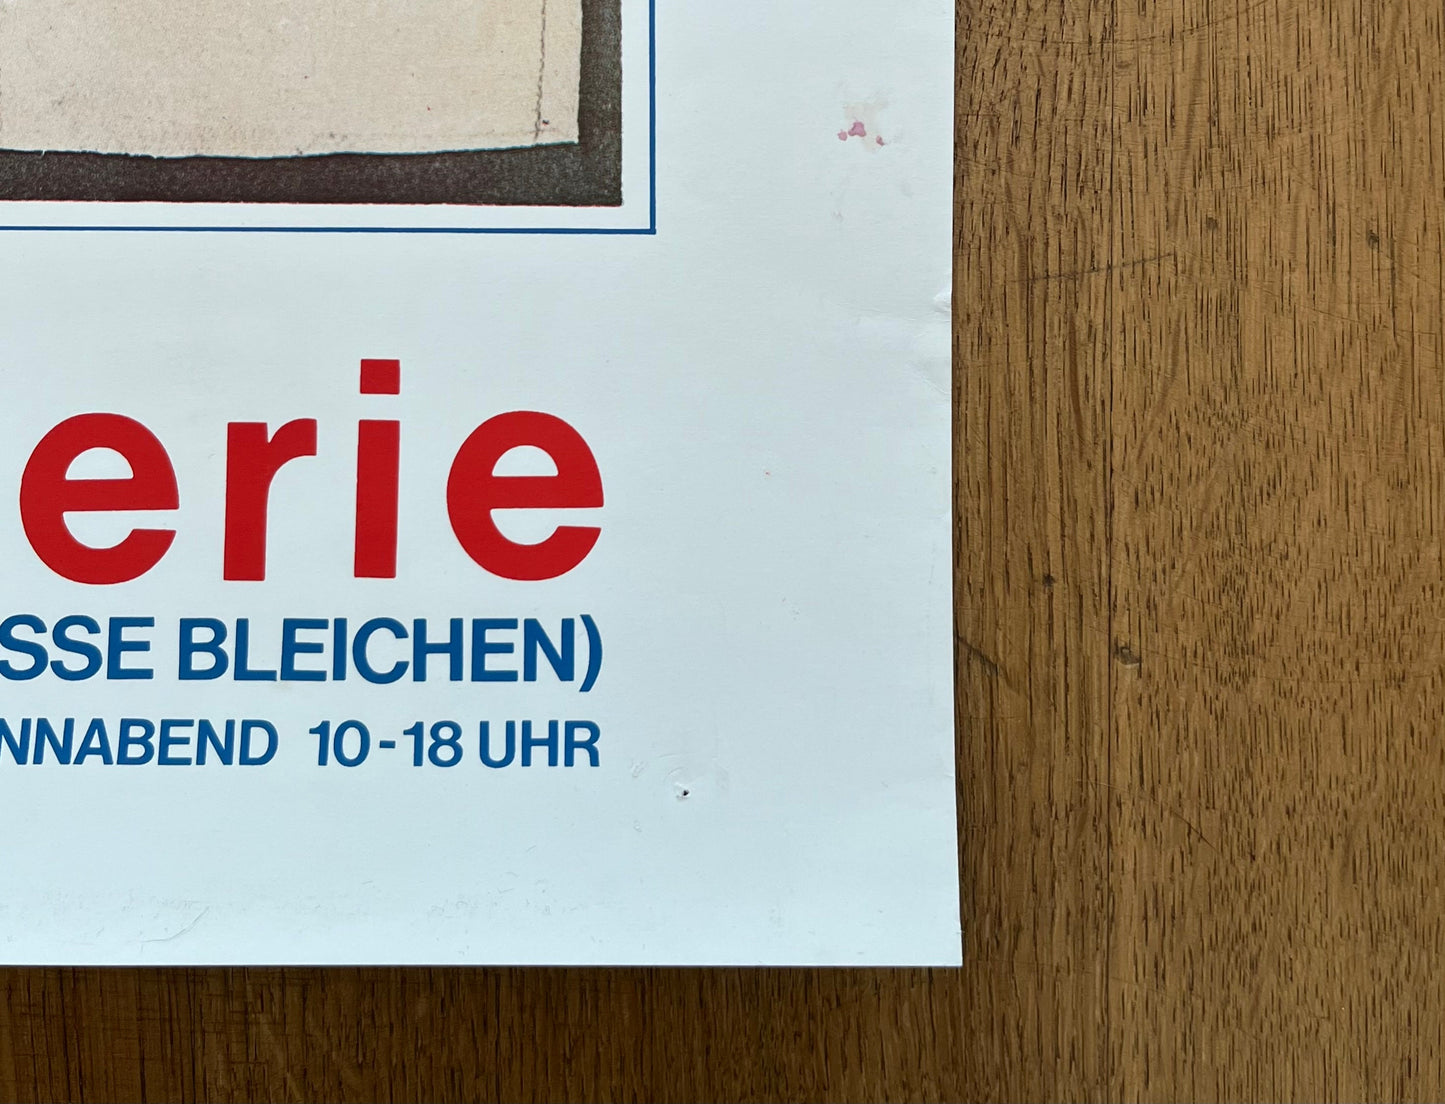 erie
SSE BLEICHEN)
NNABEND 10-18 UHR